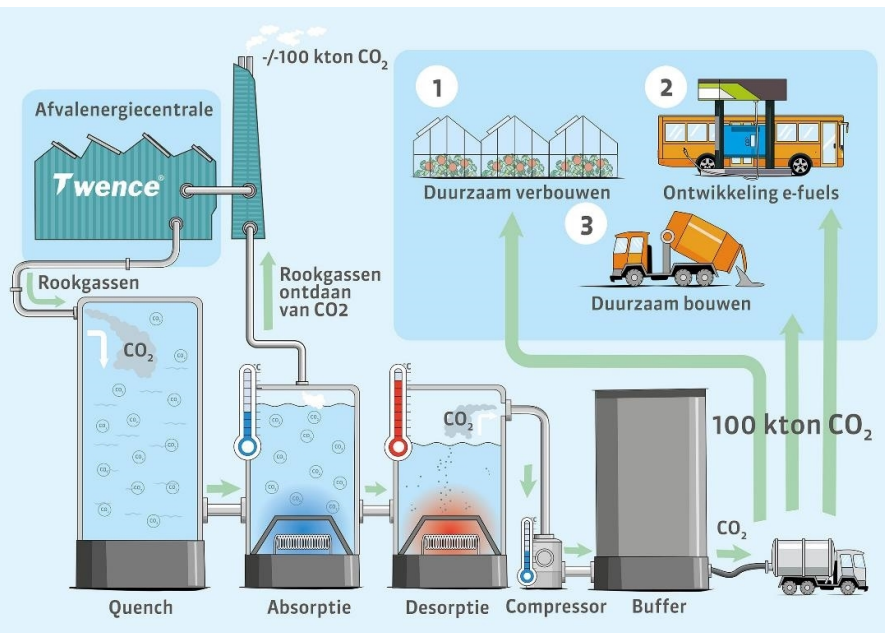 -/-100 kton CO₂
Afvalenergiecentrale
Twence®
Rookgassen
Rookgassen
ontdaan
van CO2
1
Duurzaam verbouwen
2
Ontwikkeling e-fuels
3
Duurzaam bouwen
CO₂
CO₂
100 kton CO₂
CO₂
Quench
Absorptie
Desorptie
Compressor
Buffer